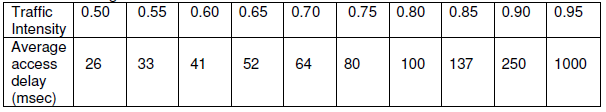 Traffic Intensity 0.50 0.55 0.60 0.65 0.70 0.75 0.80 0.85 0.90 0.95
Average access delay (msec) 26 33 41 52 64 80 100 137 250 1000